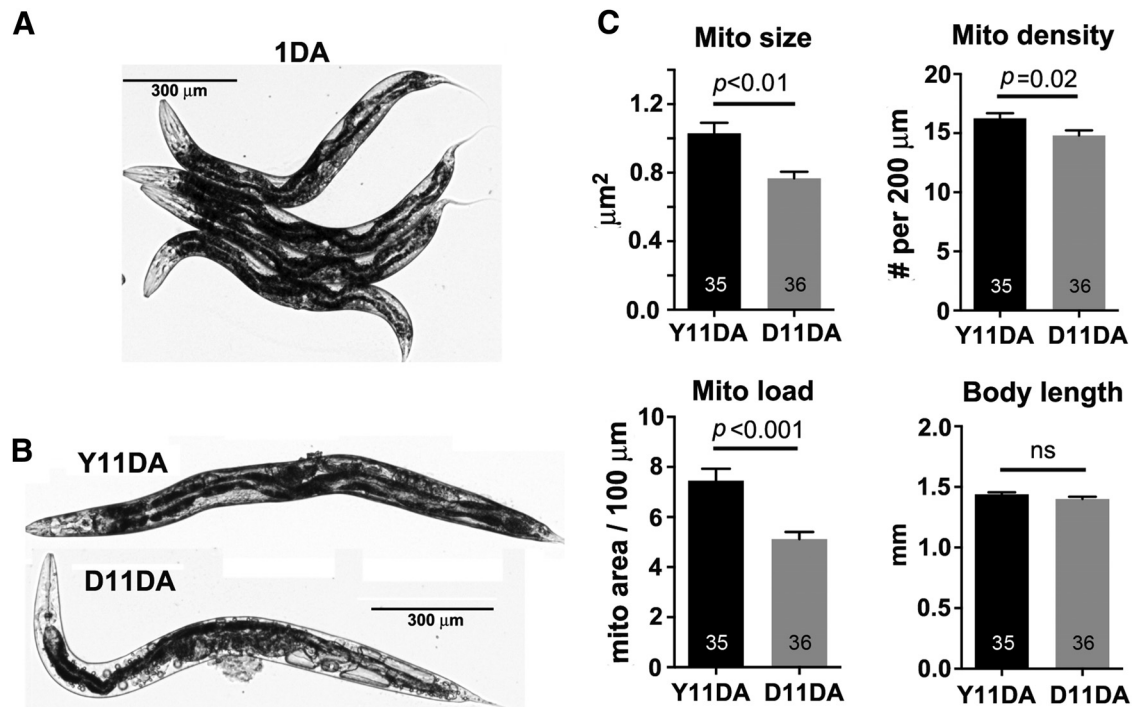 A
1DA
300 μm
B
Y11DA
D11DA
300 μm
C
Mito size
p<0.01
μm²
1.2
0.8
0.4
0.0
35
36
Y11DA
D11DA
Mito density
p=0.02
# per 200 μm
20
15
10
5
0
35
36
Y11DA
D11DA
Mito load
p<0.001
mito area / 100 μm
10
8
6
4
2
0
35
36
Y11DA
D11DA
Body length
ns
mm
2.0
1.5
1.0
0.5
0.0
35
36
Y11DA
D11DA